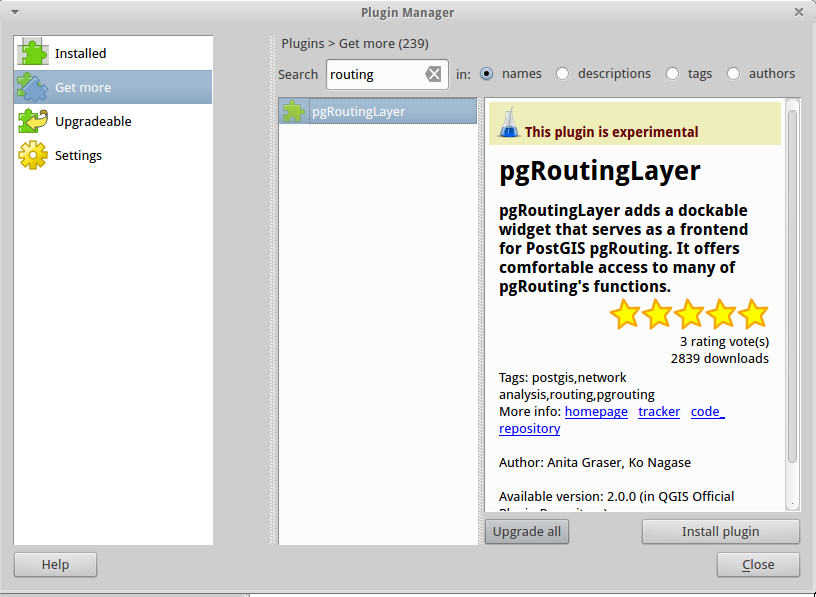 Plugin Manager
Installed
Get more
Upgradeable
Settings
Plugins > Get more (239)
Search routing in: names descriptions tags authors
pgRoutingLayer
This plugin is experimental
pgRoutingLayer
pgRoutingLayer adds a dockable
widget that serves as a frontend
for PostGIS pgRouting. It offers
comfortable access to many of
pgRouting's functions.
3 rating vote(s)
2839 downloads
Tags: postgis,network
analysis,routing,pgrouting
More info: homepage tracker code_
repository
Author: Anita Graser, Ko Nagase
Available version: 2.0.0 (in QGIS Official
Upgrade all
Install plugin
Help
Close